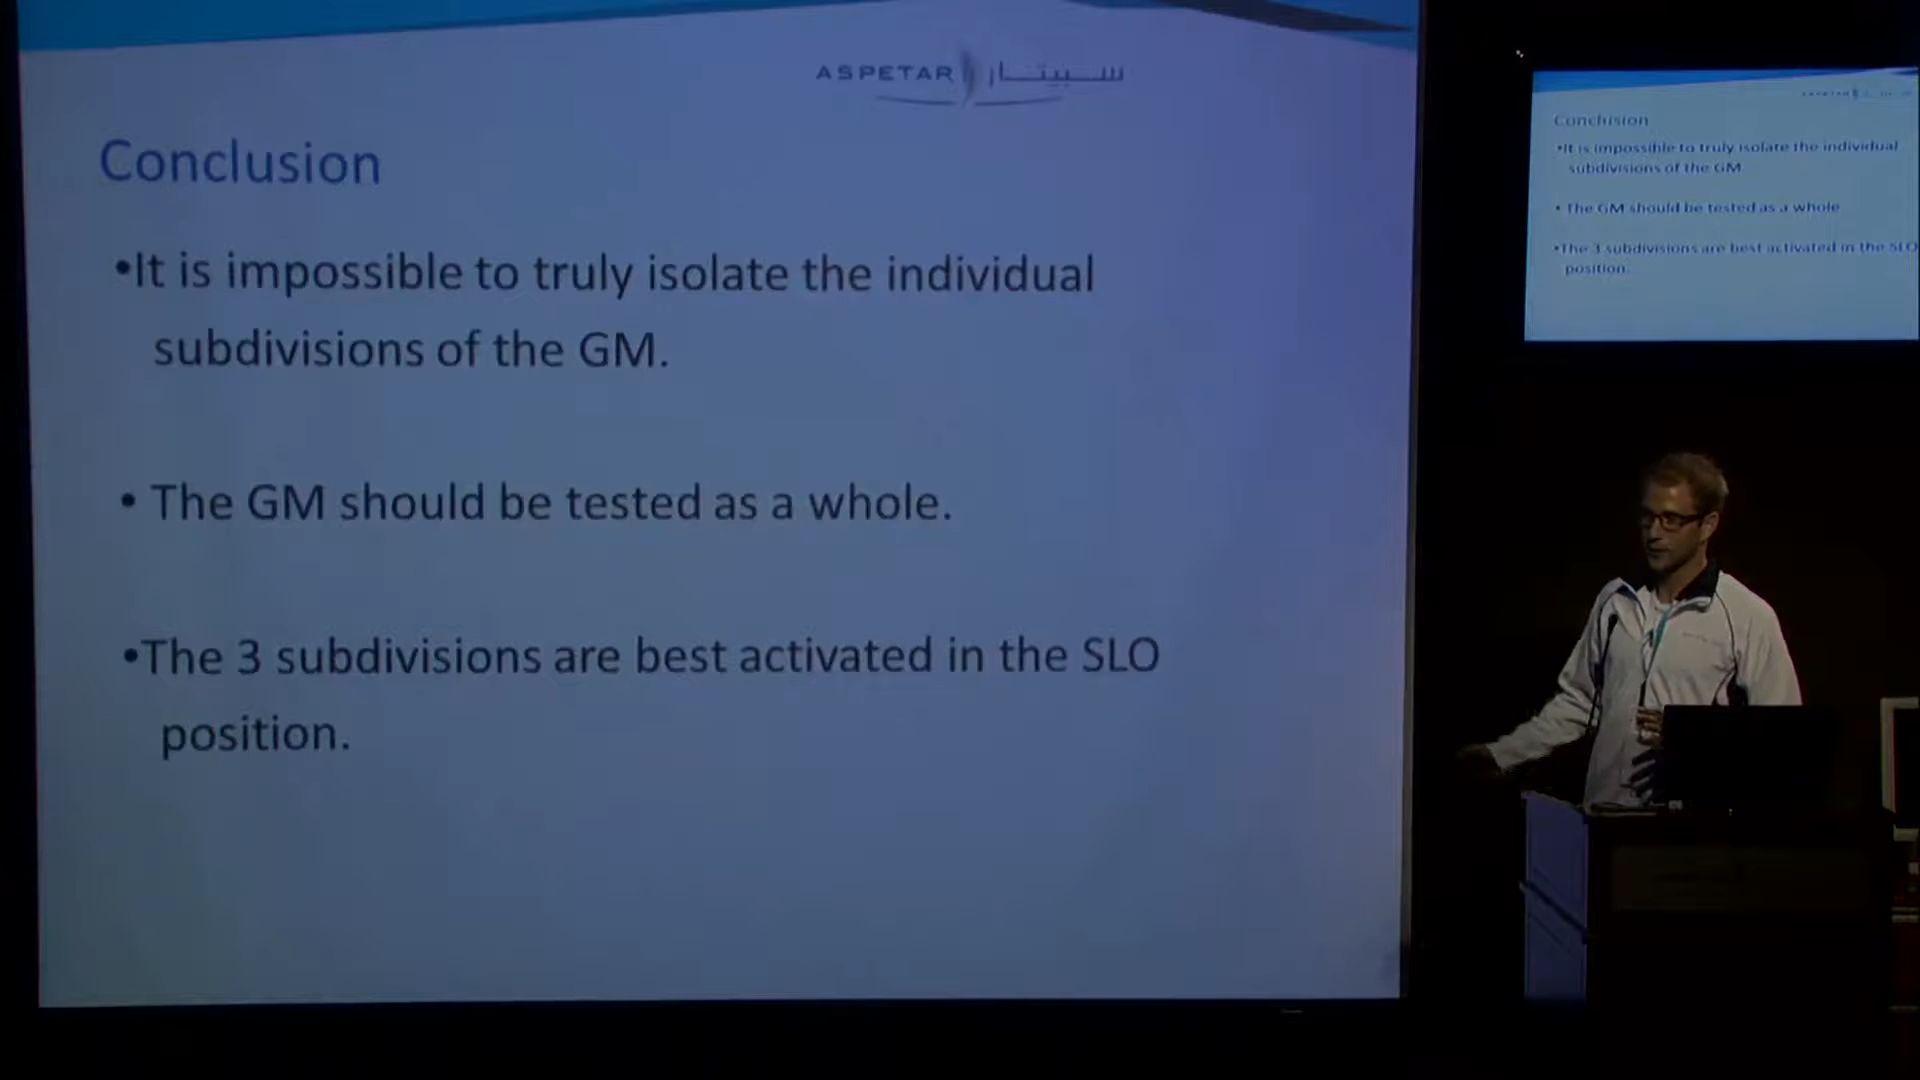 ASPETAR سبيتار
Conclusion
•It is impossible to truly isolate the individual
subdivisions of the GM.
• The GM should be tested as a whole.
•The 3 subdivisions are best activated in the SLO
position.
Conclusion
•It is impossible to truly isolate the individual
subdivisions of the GM
• The GM should be tested as a whole
•The 3 subdivisions are best activated in the SLO
position.